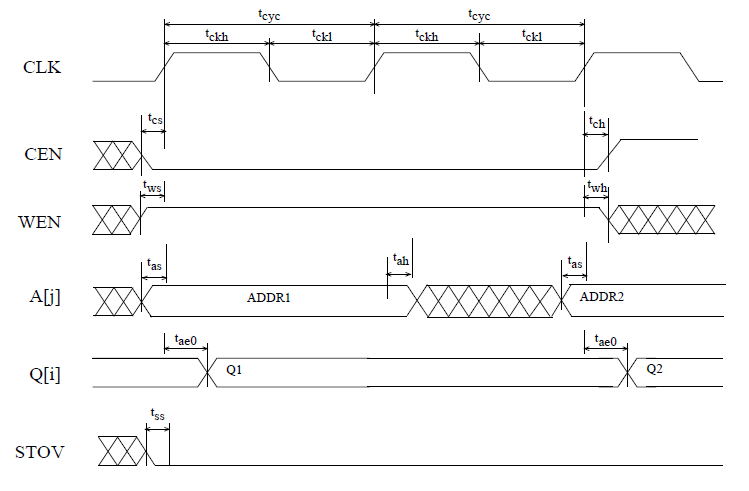 tcyc tcyc
tckh tckl tckh tckl
CLK
tcs tch
CEN
tws twh
WEN
tas tah tas
A[j] ADDR1 ADDR2
tae0 tae0
Q[i] Q1 Q2
tss
STOV